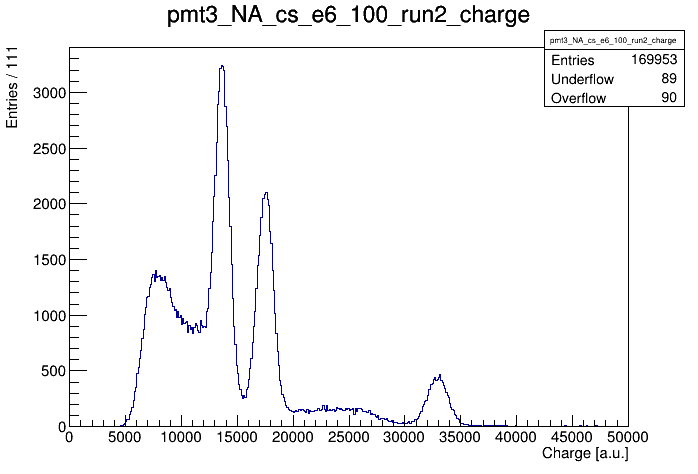 pmt3_NA_cs_e6_100_run2_charge
pmt3_NA_cs_e6_100_run2_charge
Entries 169953
Underflow 89
Overflow 90
Entries / 111
3000
2500
2000
1500
1000
500
0
0 5000 10000 15000 20000 25000 30000 35000 40000 45000 50000
Charge [a.u.]